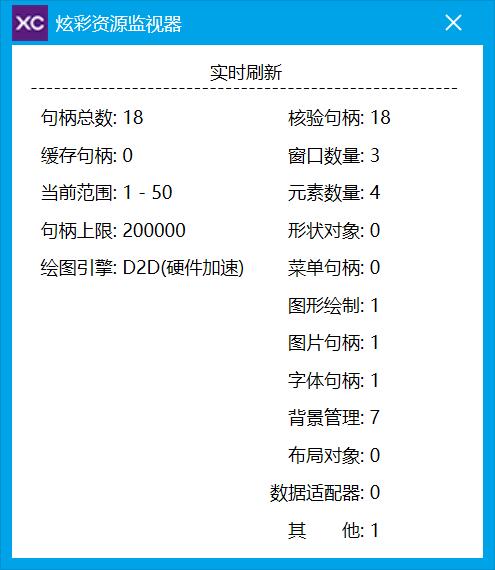 XC 炫彩资源监视器
实时刷新
句柄总数: 18
缓存句柄: 0
当前范围: 1 - 50
句柄上限: 200000
绘图引擎: D2D(硬件加速)
核验句柄: 18
窗口数量: 3
元素数量: 4
形状对象: 0
菜单句柄: 0
图形绘制: 1
图片句柄: 1
字体句柄: 1
背景管理: 7
布局对象: 0
数据适配器: 0
其　　他: 1